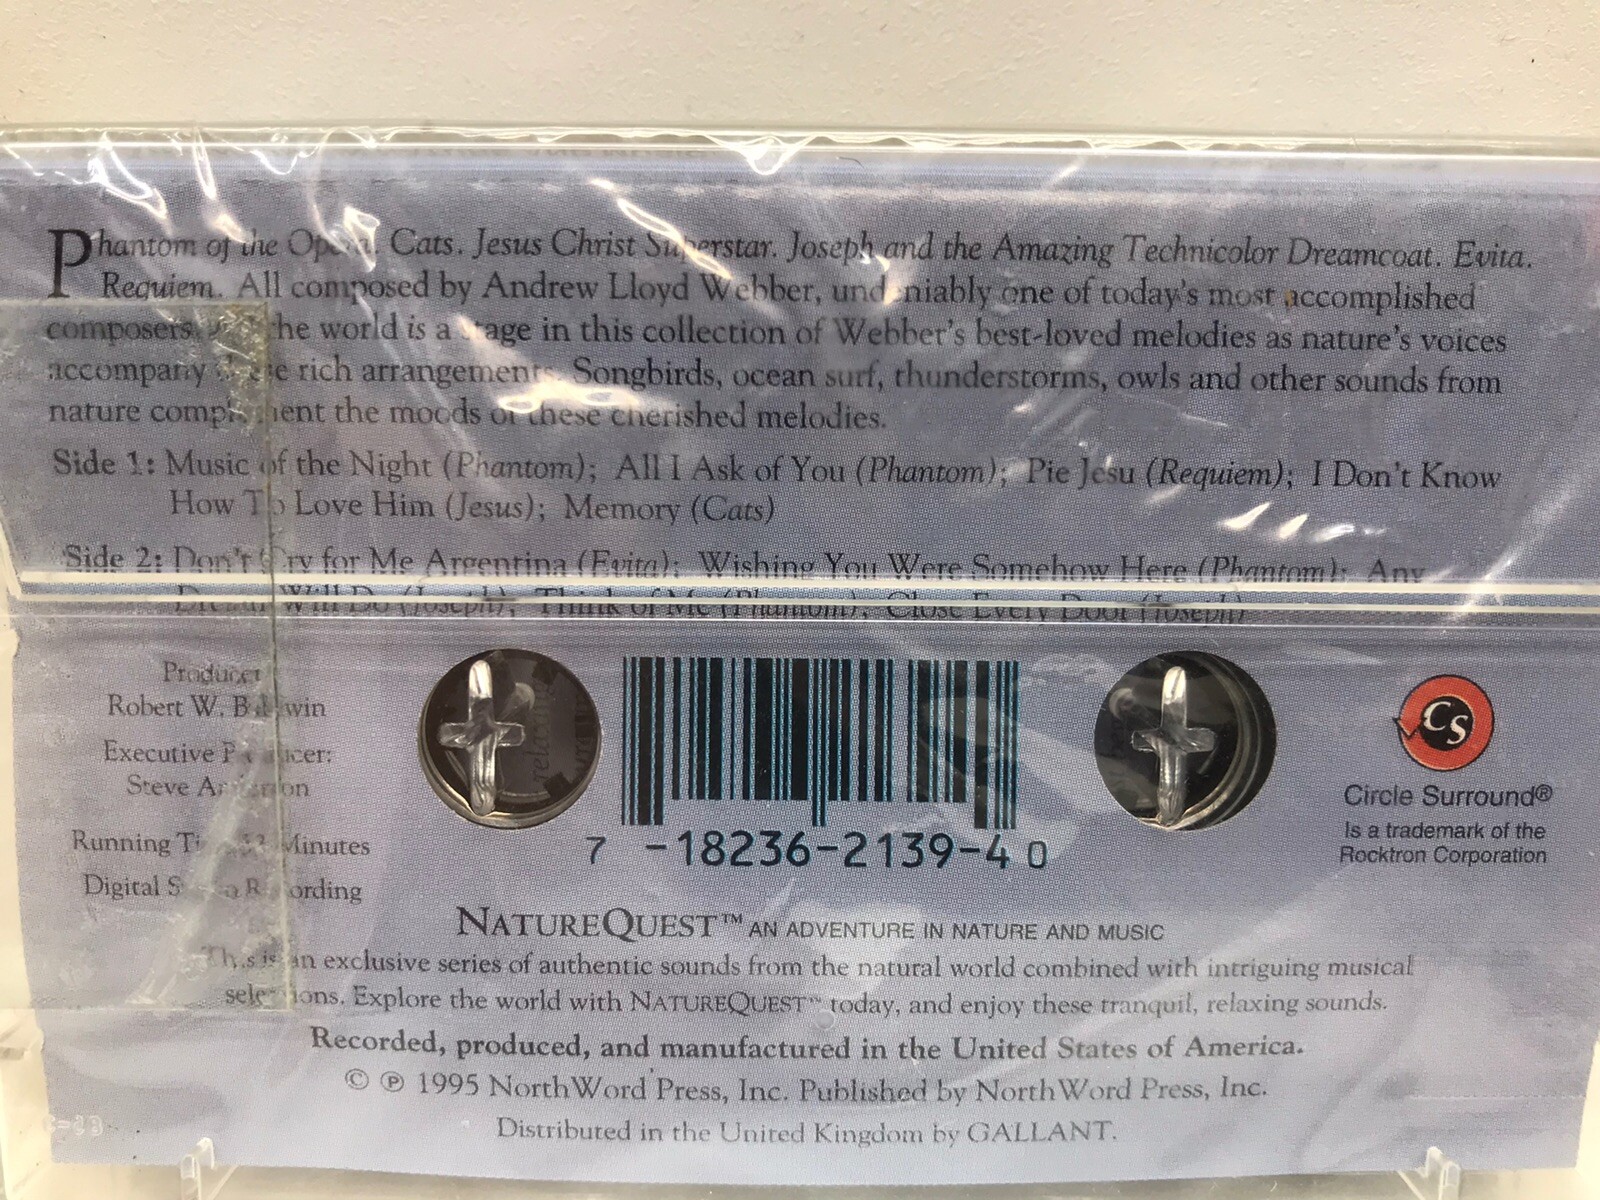 Phantom of the Opera. Cats. Jesus Christ Superstar. Joseph and the Amazing Technicolor Dreamcoat. Evita.
Requiem. All composed by Andrew Lloyd Webber, undeniably one of today's most accomplished
composers. the world is a stage in this collection of Webber's best-loved melodies as nature's voices
accompany these rich arrangements. Songbirds, ocean surf, thunderstorms, owls and other sounds from
nature complement the moods of these cherished melodies.
Side 1: Music of the Night (Phantom); All I Ask of You (Phantom); Pie Jesu (Requiem); I Don't Know
How To Love Him (Jesus); Memory (Cats)
Side 2: Don't Cry for Me Argentina (Evita); Wishing You Were Somehow Here (Phantom); Any
Dream Will Do (Joseph); Think of Me (Phantom); Close Every Door (Joseph)
Producer
Robert W. Baldwin
Executive Producer:
Steve Anderson
Running Time Minutes
Digital Recording
7 -18236-2139-4 0
CS
Circle Surround®
Is a trademark of the
Rocktron Corporation
NATUREQUEST™ AN ADVENTURE IN NATURE AND MUSIC
This is an exclusive series of authentic sounds from the natural world combined with intriguing musical
selections. Explore the world with NATUREQUEST™ today, and enjoy these tranquil, relaxing sounds.
Recorded, produced, and manufactured in the United States of America.
© ℗ 1995 NorthWord Press, Inc. Published by NorthWord Press, Inc.
Distributed in the United Kingdom by GALLANT.